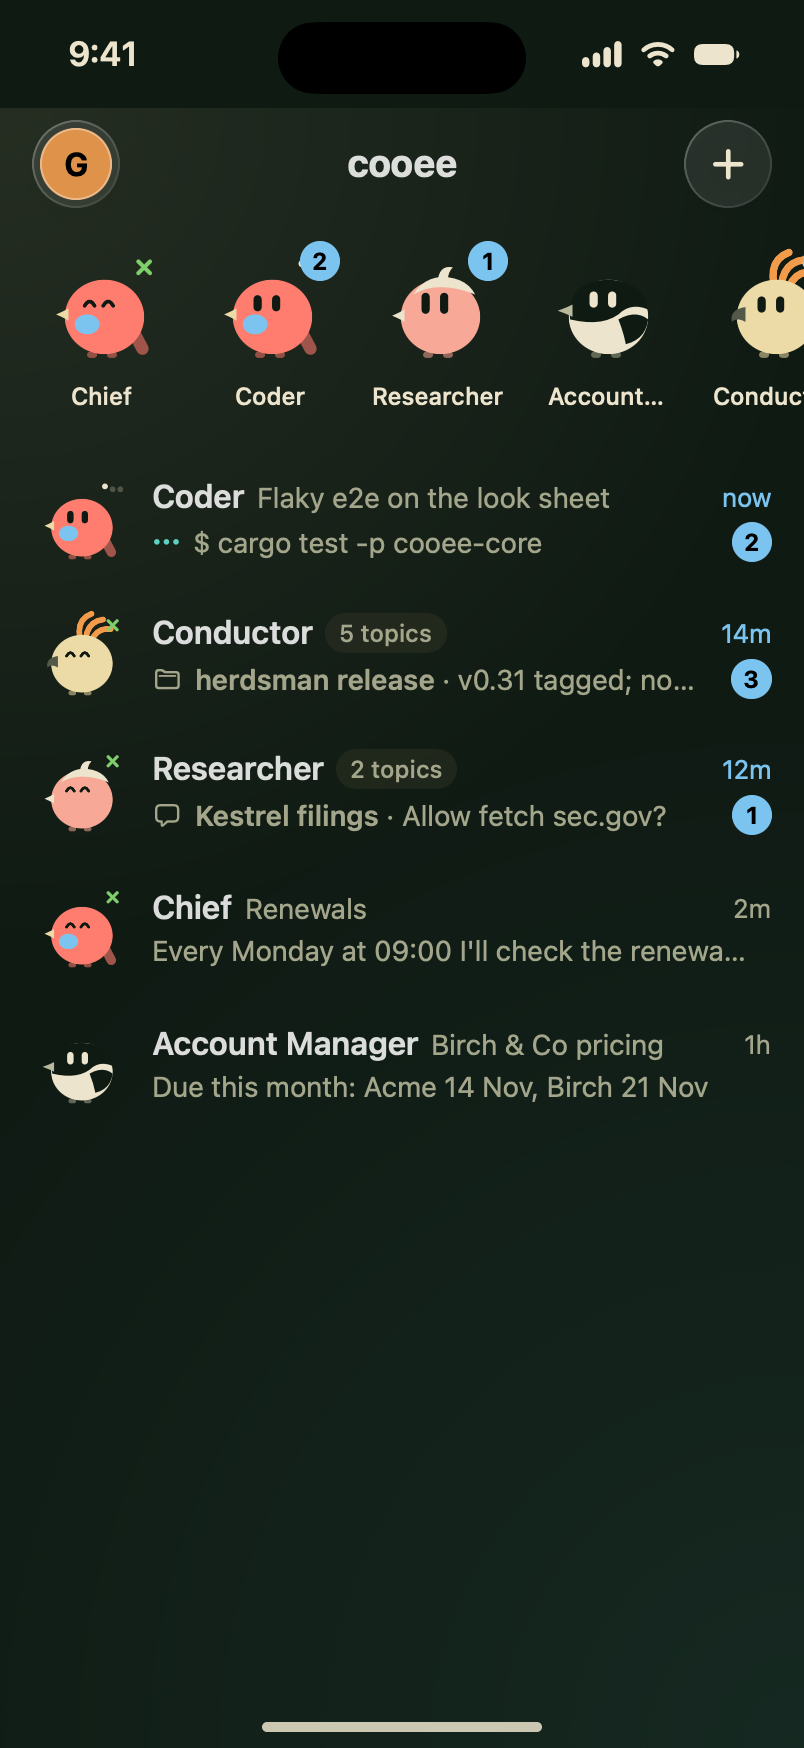 9:41
G
cooee
2
1
Chief
Coder
Researcher
Account...
Conduct
Coder Flaky e2e on the look sheet now
$ cargo test -p cooee-core 2
Conductor 5 topics 14m
herdsman release · v0.31 tagged; no... 3
Researcher 2 topics 12m
Kestrel filings · Allow fetch sec.gov? 1
Chief Renewals 2m
Every Monday at 09:00 I'll check the renewa...
Account Manager Birch & Co pricing 1h
Due this month: Acme 14 Nov, Birch 21 Nov